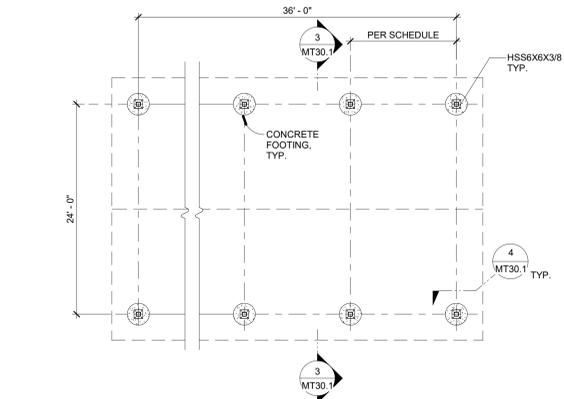 36' - 0"
3
MT30.1
PER SCHEDULE
HSS6X6X3/8
TYP.
CONCRETE
FOOTING,
TYP.
24' - 0"
4
MT30.1
TYP.
3
MT30.1